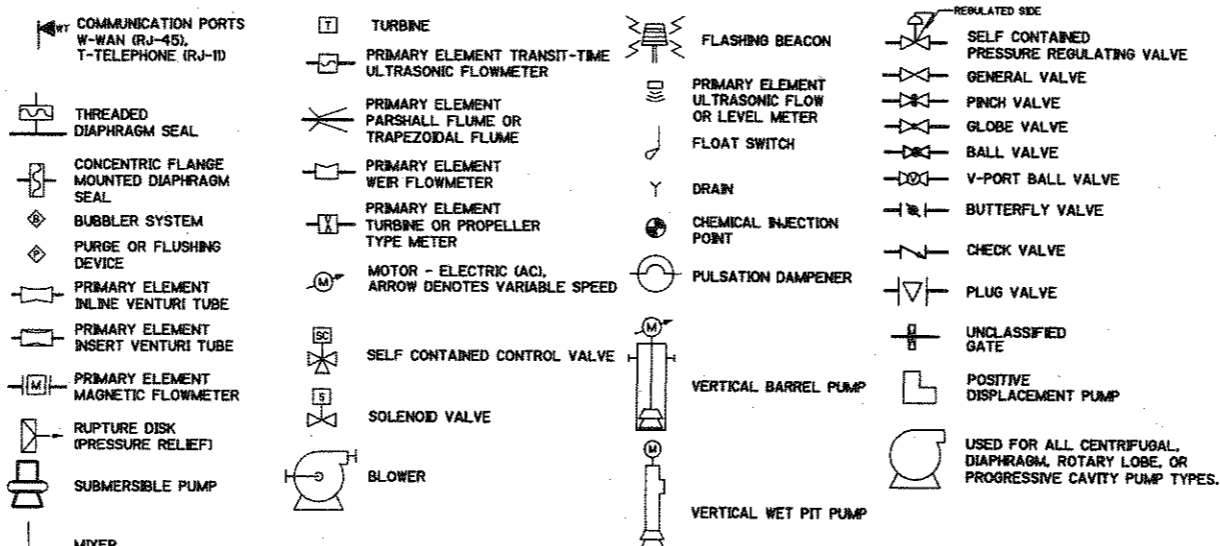 WT
COMMUNICATION PORTS
W-WAN (RJ-45),
T-TELEPHONE (RJ-11)
THREADED
DIAPHRAGM SEAL
CONCENTRIC FLANGE
MOUNTED DIAPHRAGM
SEAL
B
BUBBLER SYSTEM
P
PURGE OR FLUSHING
DEVICE
PRIMARY ELEMENT
INLINE VENTURI TUBE
PRIMARY ELEMENT
INSERT VENTURI TUBE
M
PRIMARY ELEMENT
MAGNETIC FLOWMETER
RUPTURE DISK
(PRESSURE RELIEF)
SUBMERSIBLE PUMP
MIXER
T
TURBINE
PRIMARY ELEMENT TRANSIT-TIME
ULTRASONIC FLOWMETER
PRIMARY ELEMENT
PARSHALL FLUME OR
TRAPEZOIDAL FLUME
PRIMARY ELEMENT
WEIR FLOWMETER
PRIMARY ELEMENT
TURBINE OR PROPELLER
TYPE METER
M
MOTOR - ELECTRIC (AC),
ARROW DENOTES VARIABLE SPEED
SC
SELF CONTAINED CONTROL VALVE
S
SOLENOID VALVE
BLOWER
FLASHING BEACON
PRIMARY ELEMENT
ULTRASONIC FLOW
OR LEVEL METER
FLOAT SWITCH
DRAIN
CHEMICAL INJECTION
POINT
PULSATION DAMPENER
M
VERTICAL BARREL PUMP
M
VERTICAL WET PIT PUMP
REGULATED SIDE
SELF CONTAINED
PRESSURE REGULATING VALVE
GENERAL VALVE
PINCH VALVE
GLOBE VALVE
BALL VALVE
V
V-PORT BALL VALVE
BUTTERFLY VALVE
CHECK VALVE
PLUG VALVE
UNCLASSIFIED
GATE
POSITIVE
DISPLACEMENT PUMP
USED FOR ALL CENTRIFUGAL,
DIAPHRAGM, ROTARY LOBE, OR
PROGRESSIVE CAVITY PUMP TYPES.